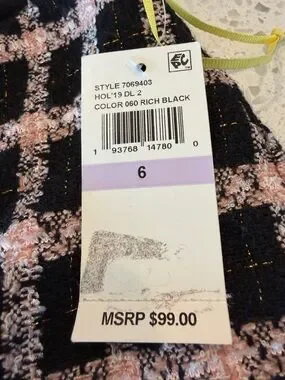 STYLE 7069403
HOL'19 DL 2
COLOR 060 RICH BLACK
1 93768 14780 0
6
MSRP $99.00